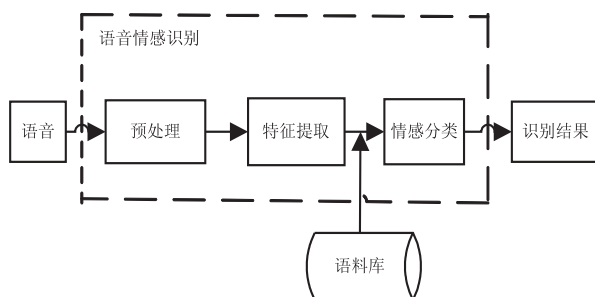 语音情感识别
语音
预处理
特征提取
情感分类
识别结果
语料库